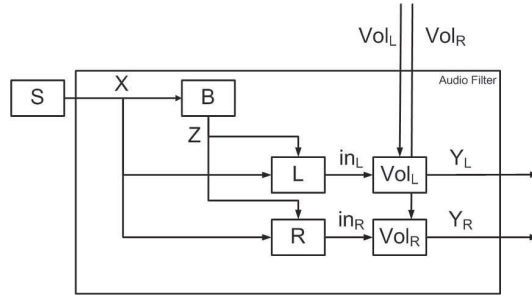 Vol_L Vol_R
Audio Filter
S X B
Z
L in_L Vol_L Y_L
R in_R Vol_R Y_R